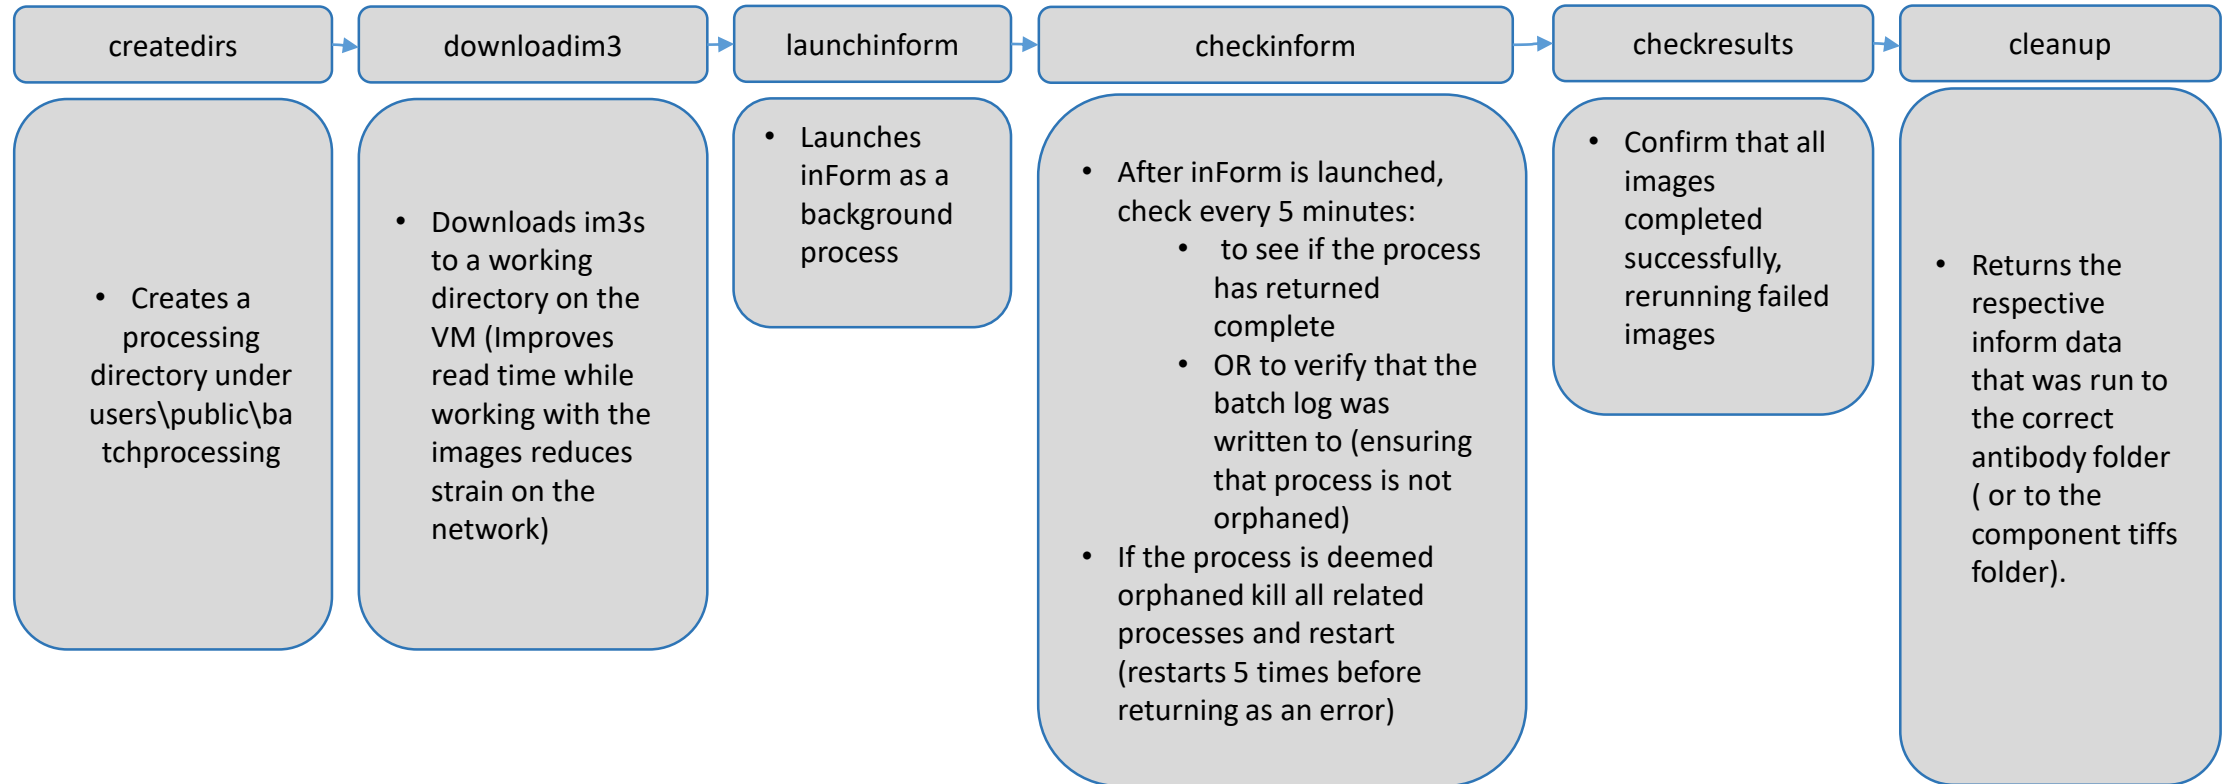 createdirs
downloadim3
launchinform
checkinform
checkresults
cleanup
• Creates a
processing
directory under
users\public\ba
tchprocessing
• Downloads im3s
to a working
directory on the
VM (Improves
read time while
working with the
images reduces
strain on the
network)
• Launches
inForm as a
background
process
• After inForm is launched,
check every 5 minutes:
• to see if the process
has returned
complete
• OR to verify that the
batch log was
written to (ensuring
that process is not
orphaned)
• If the process is deemed
orphaned kill all related
processes and restart
(restarts 5 times before
returning as an error)
• Confirm that all
images
completed
successfully,
rerunning failed
images
• Returns the
respective
inform data
that was run to
the correct
antibody folder
( or to the
component tiffs
folder).